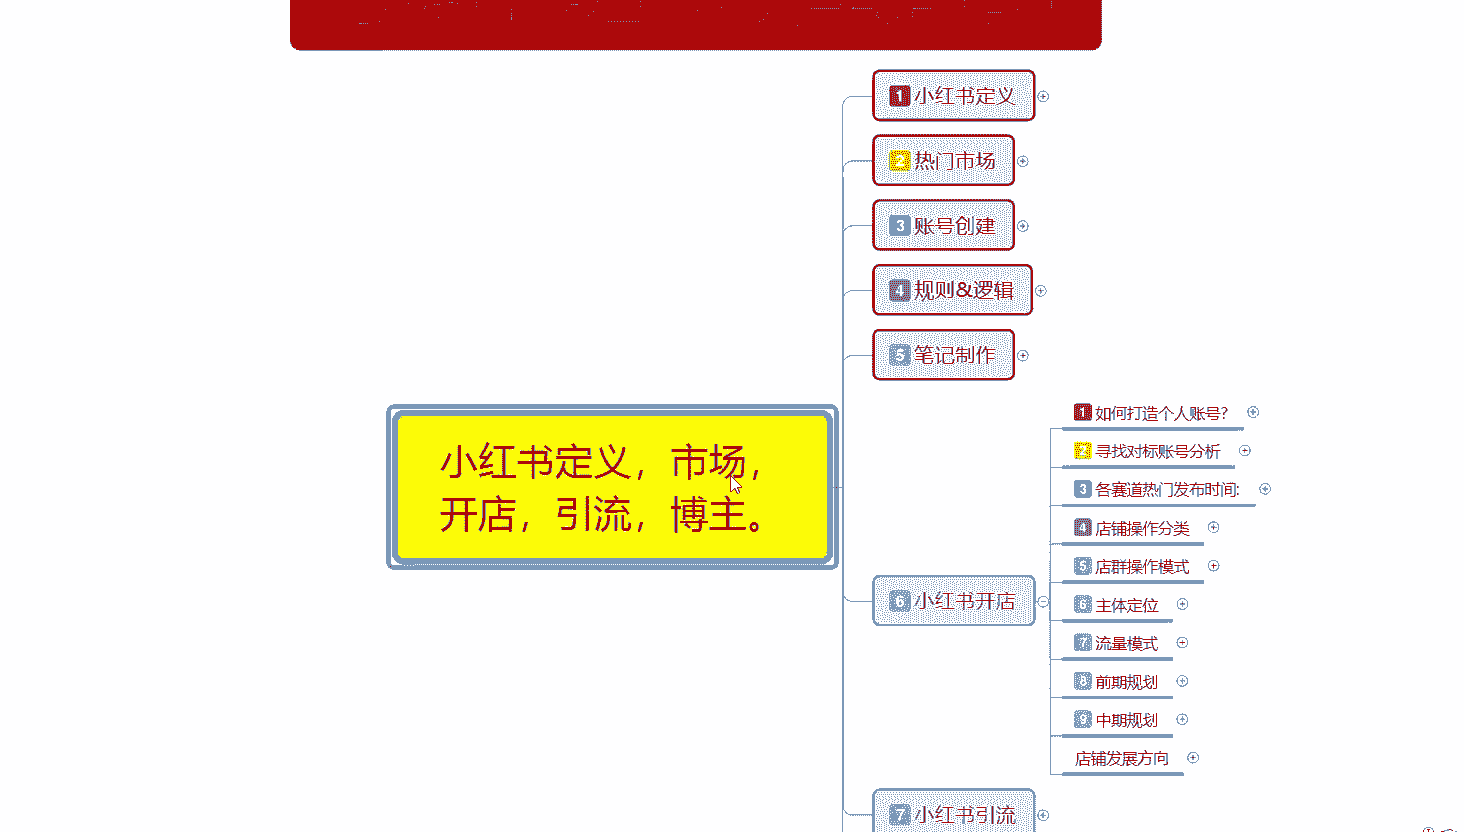 1 小红书定义
2 热门市场
3 账号创建
4 规则&逻辑
5 笔记制作
小红书定义，市场，
开店，引流，博主。
6 小红书开店
1 如何打造个人账号?
2 寻找对标账号分析
3 各赛道热门发布时间:
4 店铺操作分类
5 店群操作模式
6 主体定位
7 流量模式
8 前期规划
9 中期规划
店铺发展方向
7 小红书引流